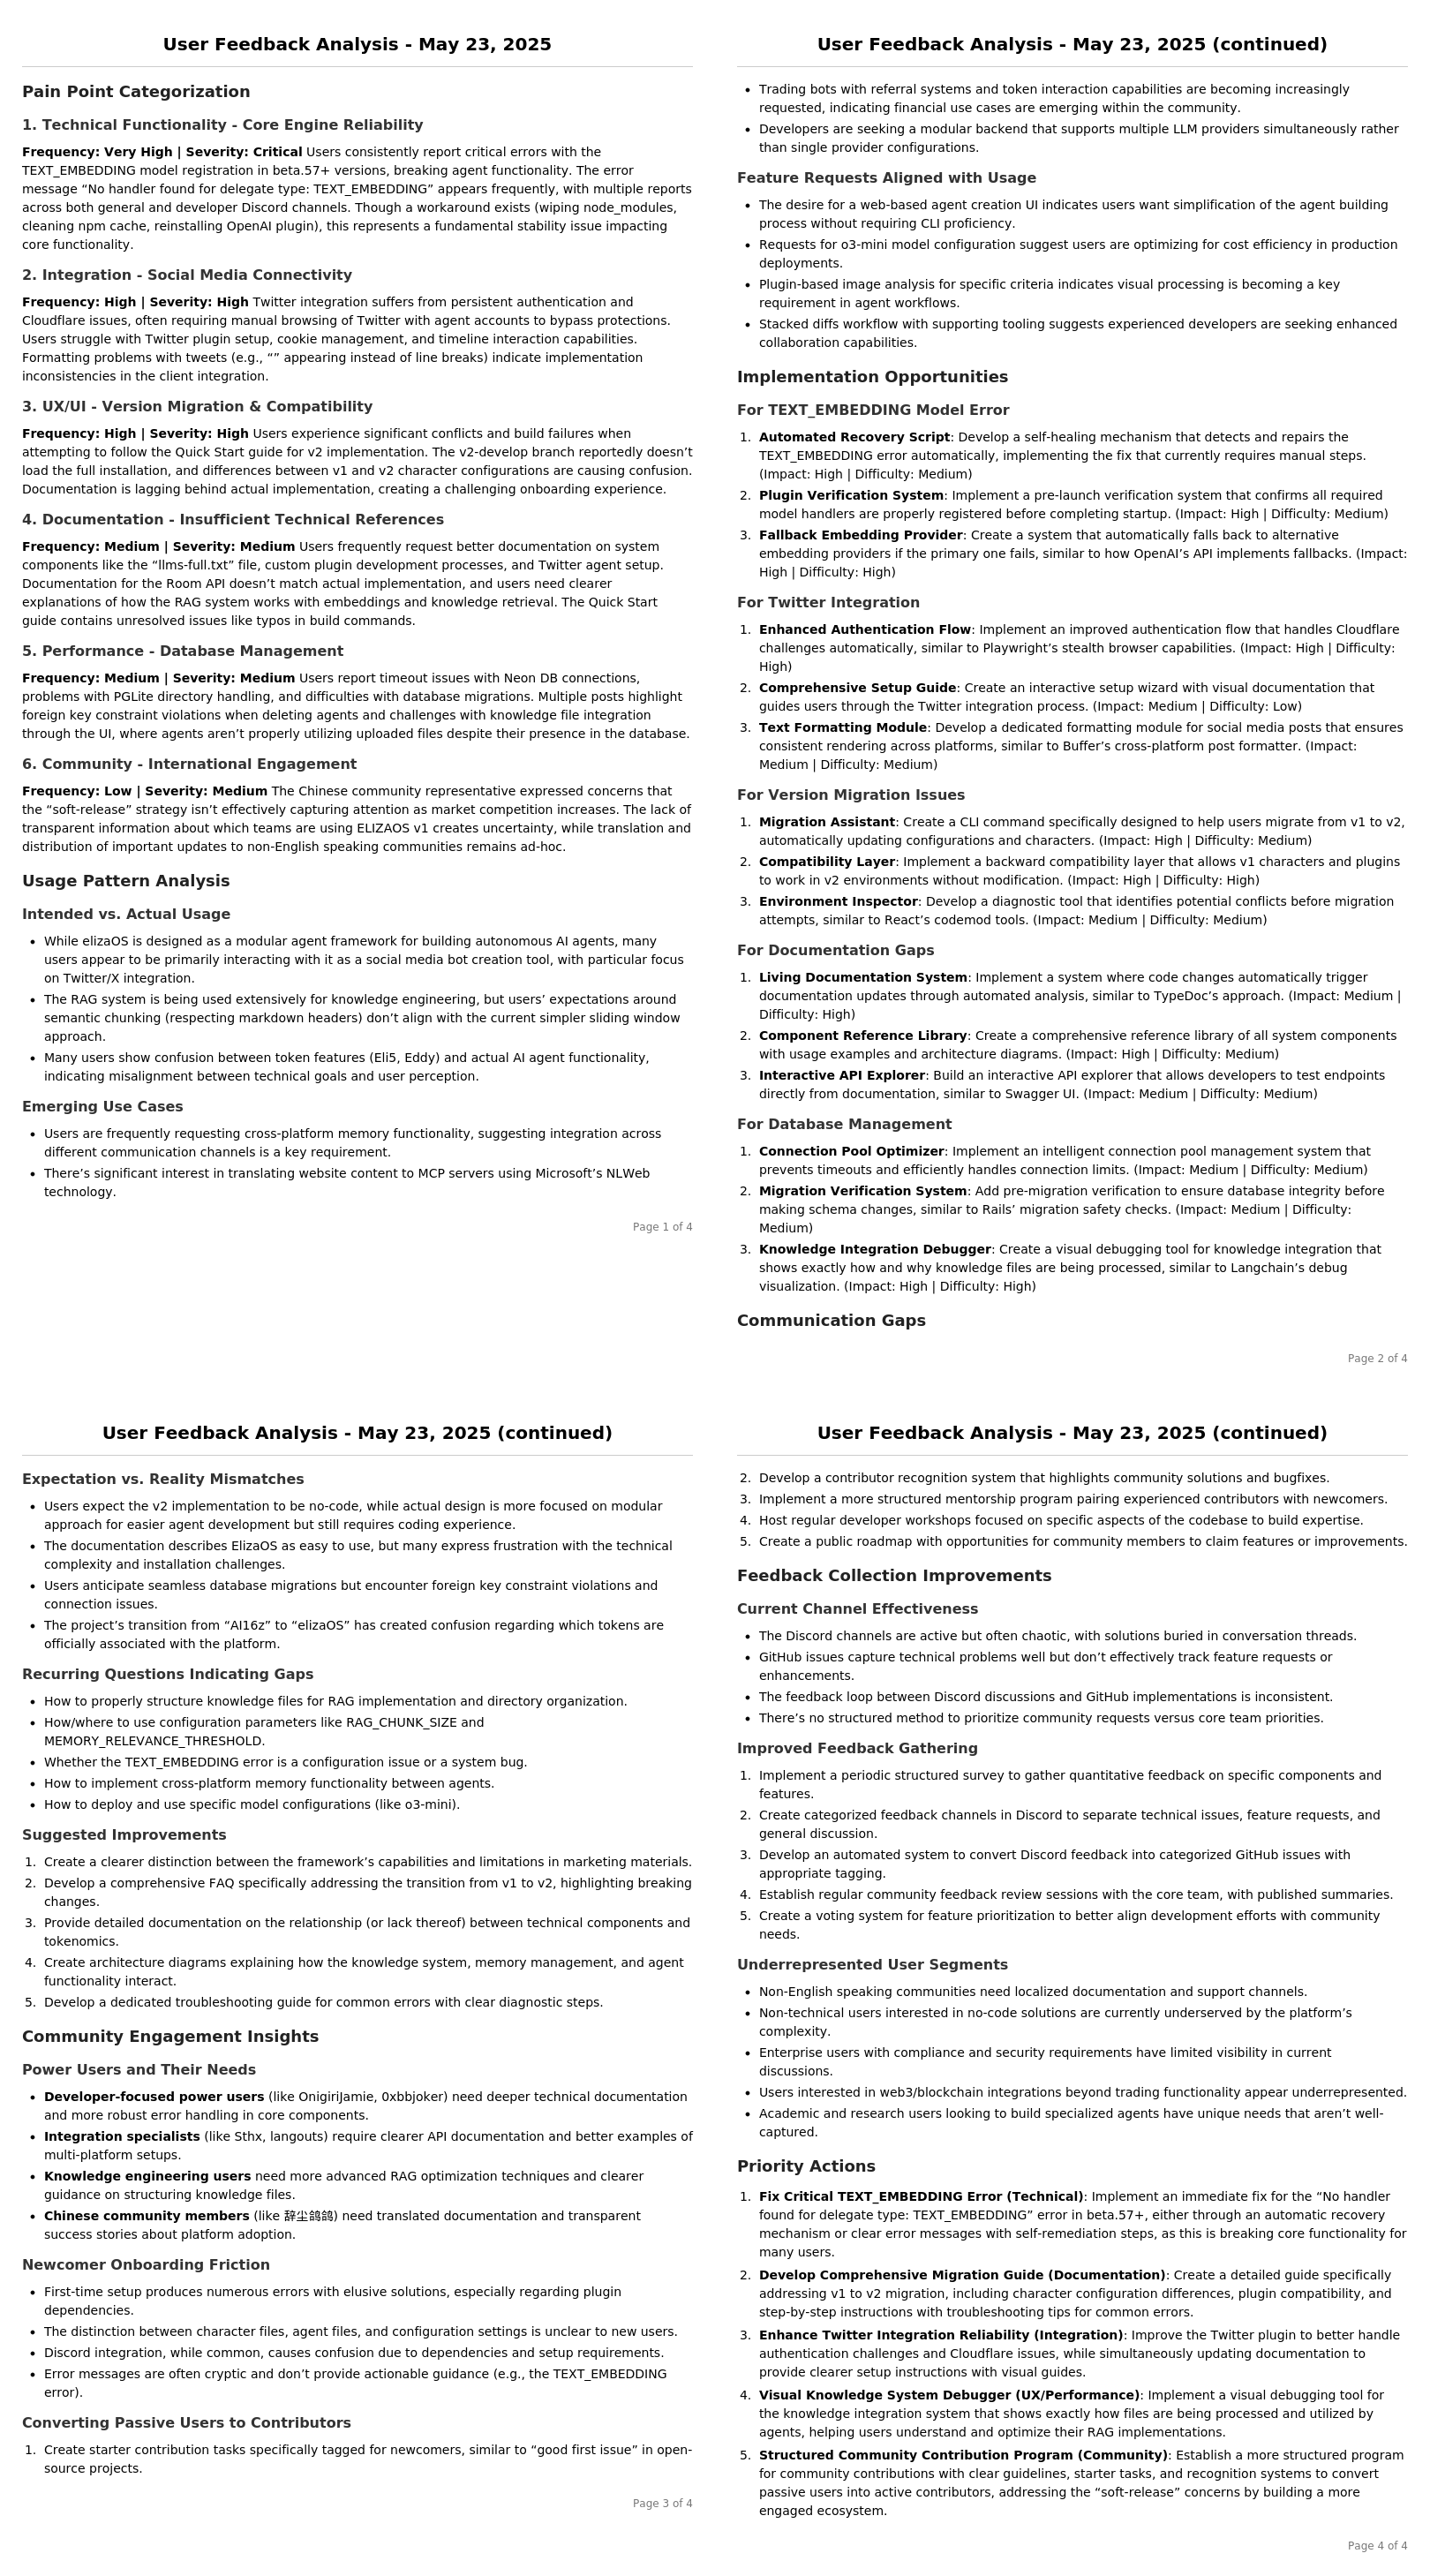 User Feedback Analysis - May 23, 2025
Pain Point Categorization
1. Technical Functionality - Core Engine Reliability
Frequency: Very High | Severity: Critical Users consistently report critical errors with the
TEXT_EMBEDDING model registration in beta.57+ versions, breaking agent functionality. The error
message “No handler found for delegate type: TEXT_EMBEDDING” appears frequently, with multiple reports
across both general and developer Discord channels. Though a workaround exists (wiping node_modules,
cleaning npm cache, reinstalling OpenAI plugin), this represents a fundamental stability issue impacting
core functionality.
2. Integration - Social Media Connectivity
Frequency: High | Severity: High Twitter integration suffers from persistent authentication and
Cloudflare issues, often requiring manual browsing of Twitter with agent accounts to bypass protections.
Users struggle with Twitter plugin setup, cookie management, and timeline interaction capabilities.
Formatting problems with tweets (e.g., “” appearing instead of line breaks) indicate implementation
inconsistencies in the client integration.
3. UX/UI - Version Migration & Compatibility
Frequency: High | Severity: High Users experience significant conflicts and build failures when
attempting to follow the Quick Start guide for v2 implementation. The v2-develop branch reportedly doesn’t
load the full installation, and differences between v1 and v2 character configurations are causing confusion.
Documentation is lagging behind actual implementation, creating a challenging onboarding experience.
4. Documentation - Insufficient Technical References
Frequency: Medium | Severity: Medium Users frequently request better documentation on system
components like the “llms-full.txt” file, custom plugin development processes, and Twitter agent setup.
Documentation for the Room API doesn’t match actual implementation, and users need clearer
explanations of how the RAG system works with embeddings and knowledge retrieval. The Quick Start
guide contains unresolved issues like typos in build commands.
5. Performance - Database Management
Frequency: Medium | Severity: Medium Users report timeout issues with Neon DB connections,
problems with PGLite directory handling, and difficulties with database migrations. Multiple posts highlight
foreign key constraint violations when deleting agents and challenges with knowledge file integration
through the UI, where agents aren’t properly utilizing uploaded files despite their presence in the database.
6. Community - International Engagement
Frequency: Low | Severity: Medium The Chinese community representative expressed concerns that
the “soft-release” strategy isn’t effectively capturing attention as market competition increases. The lack of
transparent information about which teams are using ELIZAOS v1 creates uncertainty, while translation and
distribution of important updates to non-English speaking communities remains ad-hoc.
Usage Pattern Analysis
Intended vs. Actual Usage
• While elizaOS is designed as a modular agent framework for building autonomous AI agents, many
users appear to be primarily interacting with it as a social media bot creation tool, with particular focus
on Twitter/X integration.
• The RAG system is being used extensively for knowledge engineering, but users’ expectations around
semantic chunking (respecting markdown headers) don’t align with the current simpler sliding window
approach.
• Many users show confusion between token features (Eli5, Eddy) and actual AI agent functionality,
indicating misalignment between technical goals and user perception.
Emerging Use Cases
• Users are frequently requesting cross-platform memory functionality, suggesting integration across
different communication channels is a key requirement.
• There’s significant interest in translating website content to MCP servers using Microsoft’s NLWeb
technology.
Page 1 of 4
User Feedback Analysis - May 23, 2025 (continued)
• Trading bots with referral systems and token interaction capabilities are becoming increasingly
requested, indicating financial use cases are emerging within the community.
• Developers are seeking a modular backend that supports multiple LLM providers simultaneously rather
than single provider configurations.
Feature Requests Aligned with Usage
• The desire for a web-based agent creation UI indicates users want simplification of the agent building
process without requiring CLI proficiency.
• Requests for o3-mini model configuration suggest users are optimizing for cost efficiency in production
deployments.
• Plugin-based image analysis for specific criteria indicates visual processing is becoming a key
requirement in agent workflows.
• Stacked diffs workflow with supporting tooling suggests experienced developers are seeking enhanced
collaboration capabilities.
Implementation Opportunities
For TEXT_EMBEDDING Model Error
1. Automated Recovery Script: Develop a self-healing mechanism that detects and repairs the
TEXT_EMBEDDING error automatically, implementing the fix that currently requires manual steps.
(Impact: High | Difficulty: Medium)
2. Plugin Verification System: Implement a pre-launch verification system that confirms all required
model handlers are properly registered before completing startup. (Impact: High | Difficulty: Medium)
3. Fallback Embedding Provider: Create a system that automatically falls back to alternative
embedding providers if the primary one fails, similar to how OpenAI’s API implements fallbacks. (Impact:
High | Difficulty: High)
For Twitter Integration
1. Enhanced Authentication Flow: Implement an improved authentication flow that handles Cloudflare
challenges automatically, similar to Playwright’s stealth browser capabilities. (Impact: High | Difficulty:
High)
2. Comprehensive Setup Guide: Create an interactive setup wizard with visual documentation that
guides users through the Twitter integration process. (Impact: Medium | Difficulty: Low)
3. Text Formatting Module: Develop a dedicated formatting module for social media posts that ensures
consistent rendering across platforms, similar to Buffer’s cross-platform post formatter. (Impact:
Medium | Difficulty: Medium)
For Version Migration Issues
1. Migration Assistant: Create a CLI command specifically designed to help users migrate from v1 to v2,
automatically updating configurations and characters. (Impact: High | Difficulty: Medium)
2. Compatibility Layer: Implement a backward compatibility layer that allows v1 characters and plugins
to work in v2 environments without modification. (Impact: High | Difficulty: High)
3. Environment Inspector: Develop a diagnostic tool that identifies potential conflicts before migration
attempts, similar to React’s codemod tools. (Impact: Medium | Difficulty: Medium)
For Documentation Gaps
1. Living Documentation System: Implement a system where code changes automatically trigger
documentation updates through automated analysis, similar to TypeDoc’s approach. (Impact: Medium |
Difficulty: High)
2. Component Reference Library: Create a comprehensive reference library of all system components
with usage examples and architecture diagrams. (Impact: High | Difficulty: Medium)
3. Interactive API Explorer: Build an interactive API explorer that allows developers to test endpoints
directly from documentation, similar to Swagger UI. (Impact: Medium | Difficulty: Medium)
For Database Management
1. Connection Pool Optimizer: Implement an intelligent connection pool management system that
prevents timeouts and efficiently handles connection limits. (Impact: Medium | Difficulty: Medium)
2. Migration Verification System: Add pre-migration verification to ensure database integrity before
making schema changes, similar to Rails’ migration safety checks. (Impact: Medium | Difficulty:
Medium)
3. Knowledge Integration Debugger: Create a visual debugging tool for knowledge integration that
shows exactly how and why knowledge files are being processed, similar to Langchain’s debug
visualization. (Impact: High | Difficulty: High)
Communication Gaps
Page 2 of 4
User Feedback Analysis - May 23, 2025 (continued)
Expectation vs. Reality Mismatches
• Users expect the v2 implementation to be no-code, while actual design is more focused on modular
approach for easier agent development but still requires coding experience.
• The documentation describes ElizaOS as easy to use, but many express frustration with the technical
complexity and installation challenges.
• Users anticipate seamless database migrations but encounter foreign key constraint violations and
connection issues.
• The project’s transition from “AI16z” to “elizaOS” has created confusion regarding which tokens are
officially associated with the platform.
Recurring Questions Indicating Gaps
• How to properly structure knowledge files for RAG implementation and directory organization.
• How/where to use configuration parameters like RAG_CHUNK_SIZE and
MEMORY_RELEVANCE_THRESHOLD.
• Whether the TEXT_EMBEDDING error is a configuration issue or a system bug.
• How to implement cross-platform memory functionality between agents.
• How to deploy and use specific model configurations (like o3-mini).
Suggested Improvements
1. Create a clearer distinction between the framework’s capabilities and limitations in marketing materials.
2. Develop a comprehensive FAQ specifically addressing the transition from v1 to v2, highlighting breaking
changes.
3. Provide detailed documentation on the relationship (or lack thereof) between technical components and
tokenomics.
4. Create architecture diagrams explaining how the knowledge system, memory management, and agent
functionality interact.
5. Develop a dedicated troubleshooting guide for common errors with clear diagnostic steps.
Community Engagement Insights
Power Users and Their Needs
• Developer-focused power users (like OnigiriJamie, 0xbbjoker) need deeper technical documentation
and more robust error handling in core components.
• Integration specialists (like Sthx, langouts) require clearer API documentation and better examples of
multi-platform setups.
• Knowledge engineering users need more advanced RAG optimization techniques and clearer
guidance on structuring knowledge files.
• Chinese community members (like 辞尘鸽鸽) need translated documentation and transparent
success stories about platform adoption.
Newcomer Onboarding Friction
• First-time setup produces numerous errors with elusive solutions, especially regarding plugin
dependencies.
• The distinction between character files, agent files, and configuration settings is unclear to new users.
• Discord integration, while common, causes confusion due to dependencies and setup requirements.
• Error messages are often cryptic and don’t provide actionable guidance (e.g., the TEXT_EMBEDDING
error).
Converting Passive Users to Contributors
1. Create starter contribution tasks specifically tagged for newcomers, similar to “good first issue” in open-
source projects.
Page 3 of 4
User Feedback Analysis - May 23, 2025 (continued)
2. Develop a contributor recognition system that highlights community solutions and bugfixes.
3. Implement a more structured mentorship program pairing experienced contributors with newcomers.
4. Host regular developer workshops focused on specific aspects of the codebase to build expertise.
5. Create a public roadmap with opportunities for community members to claim features or improvements.
Feedback Collection Improvements
Current Channel Effectiveness
• The Discord channels are active but often chaotic, with solutions buried in conversation threads.
• GitHub issues capture technical problems well but don’t effectively track feature requests or
enhancements.
• The feedback loop between Discord discussions and GitHub implementations is inconsistent.
• There’s no structured method to prioritize community requests versus core team priorities.
Improved Feedback Gathering
1. Implement a periodic structured survey to gather quantitative feedback on specific components and
features.
2. Create categorized feedback channels in Discord to separate technical issues, feature requests, and
general discussion.
3. Develop an automated system to convert Discord feedback into categorized GitHub issues with
appropriate tagging.
4. Establish regular community feedback review sessions with the core team, with published summaries.
5. Create a voting system for feature prioritization to better align development efforts with community
needs.
Underrepresented User Segments
• Non-English speaking communities need localized documentation and support channels.
• Non-technical users interested in no-code solutions are currently underserved by the platform’s
complexity.
• Enterprise users with compliance and security requirements have limited visibility in current
discussions.
• Users interested in web3/blockchain integrations beyond trading functionality appear underrepresented.
• Academic and research users looking to build specialized agents have unique needs that aren’t well-
captured.
Priority Actions
1. Fix Critical TEXT_EMBEDDING Error (Technical): Implement an immediate fix for the “No handler
found for delegate type: TEXT_EMBEDDING” error in beta.57+, either through an automatic recovery
mechanism or clear error messages with self-remediation steps, as this is breaking core functionality for
many users.
2. Develop Comprehensive Migration Guide (Documentation): Create a detailed guide specifically
addressing v1 to v2 migration, including character configuration differences, plugin compatibility, and
step-by-step instructions with troubleshooting tips for common errors.
3. Enhance Twitter Integration Reliability (Integration): Improve the Twitter plugin to better handle
authentication challenges and Cloudflare issues, while simultaneously updating documentation to
provide clearer setup instructions with visual guides.
4. Visual Knowledge System Debugger (UX/Performance): Implement a visual debugging tool for
the knowledge integration system that shows exactly how files are being processed and utilized by
agents, helping users understand and optimize their RAG implementations.
5. Structured Community Contribution Program (Community): Establish a more structured program
for community contributions with clear guidelines, starter tasks, and recognition systems to convert
passive users into active contributors, addressing the “soft-release” concerns by building a more
engaged ecosystem.
Page 4 of 4